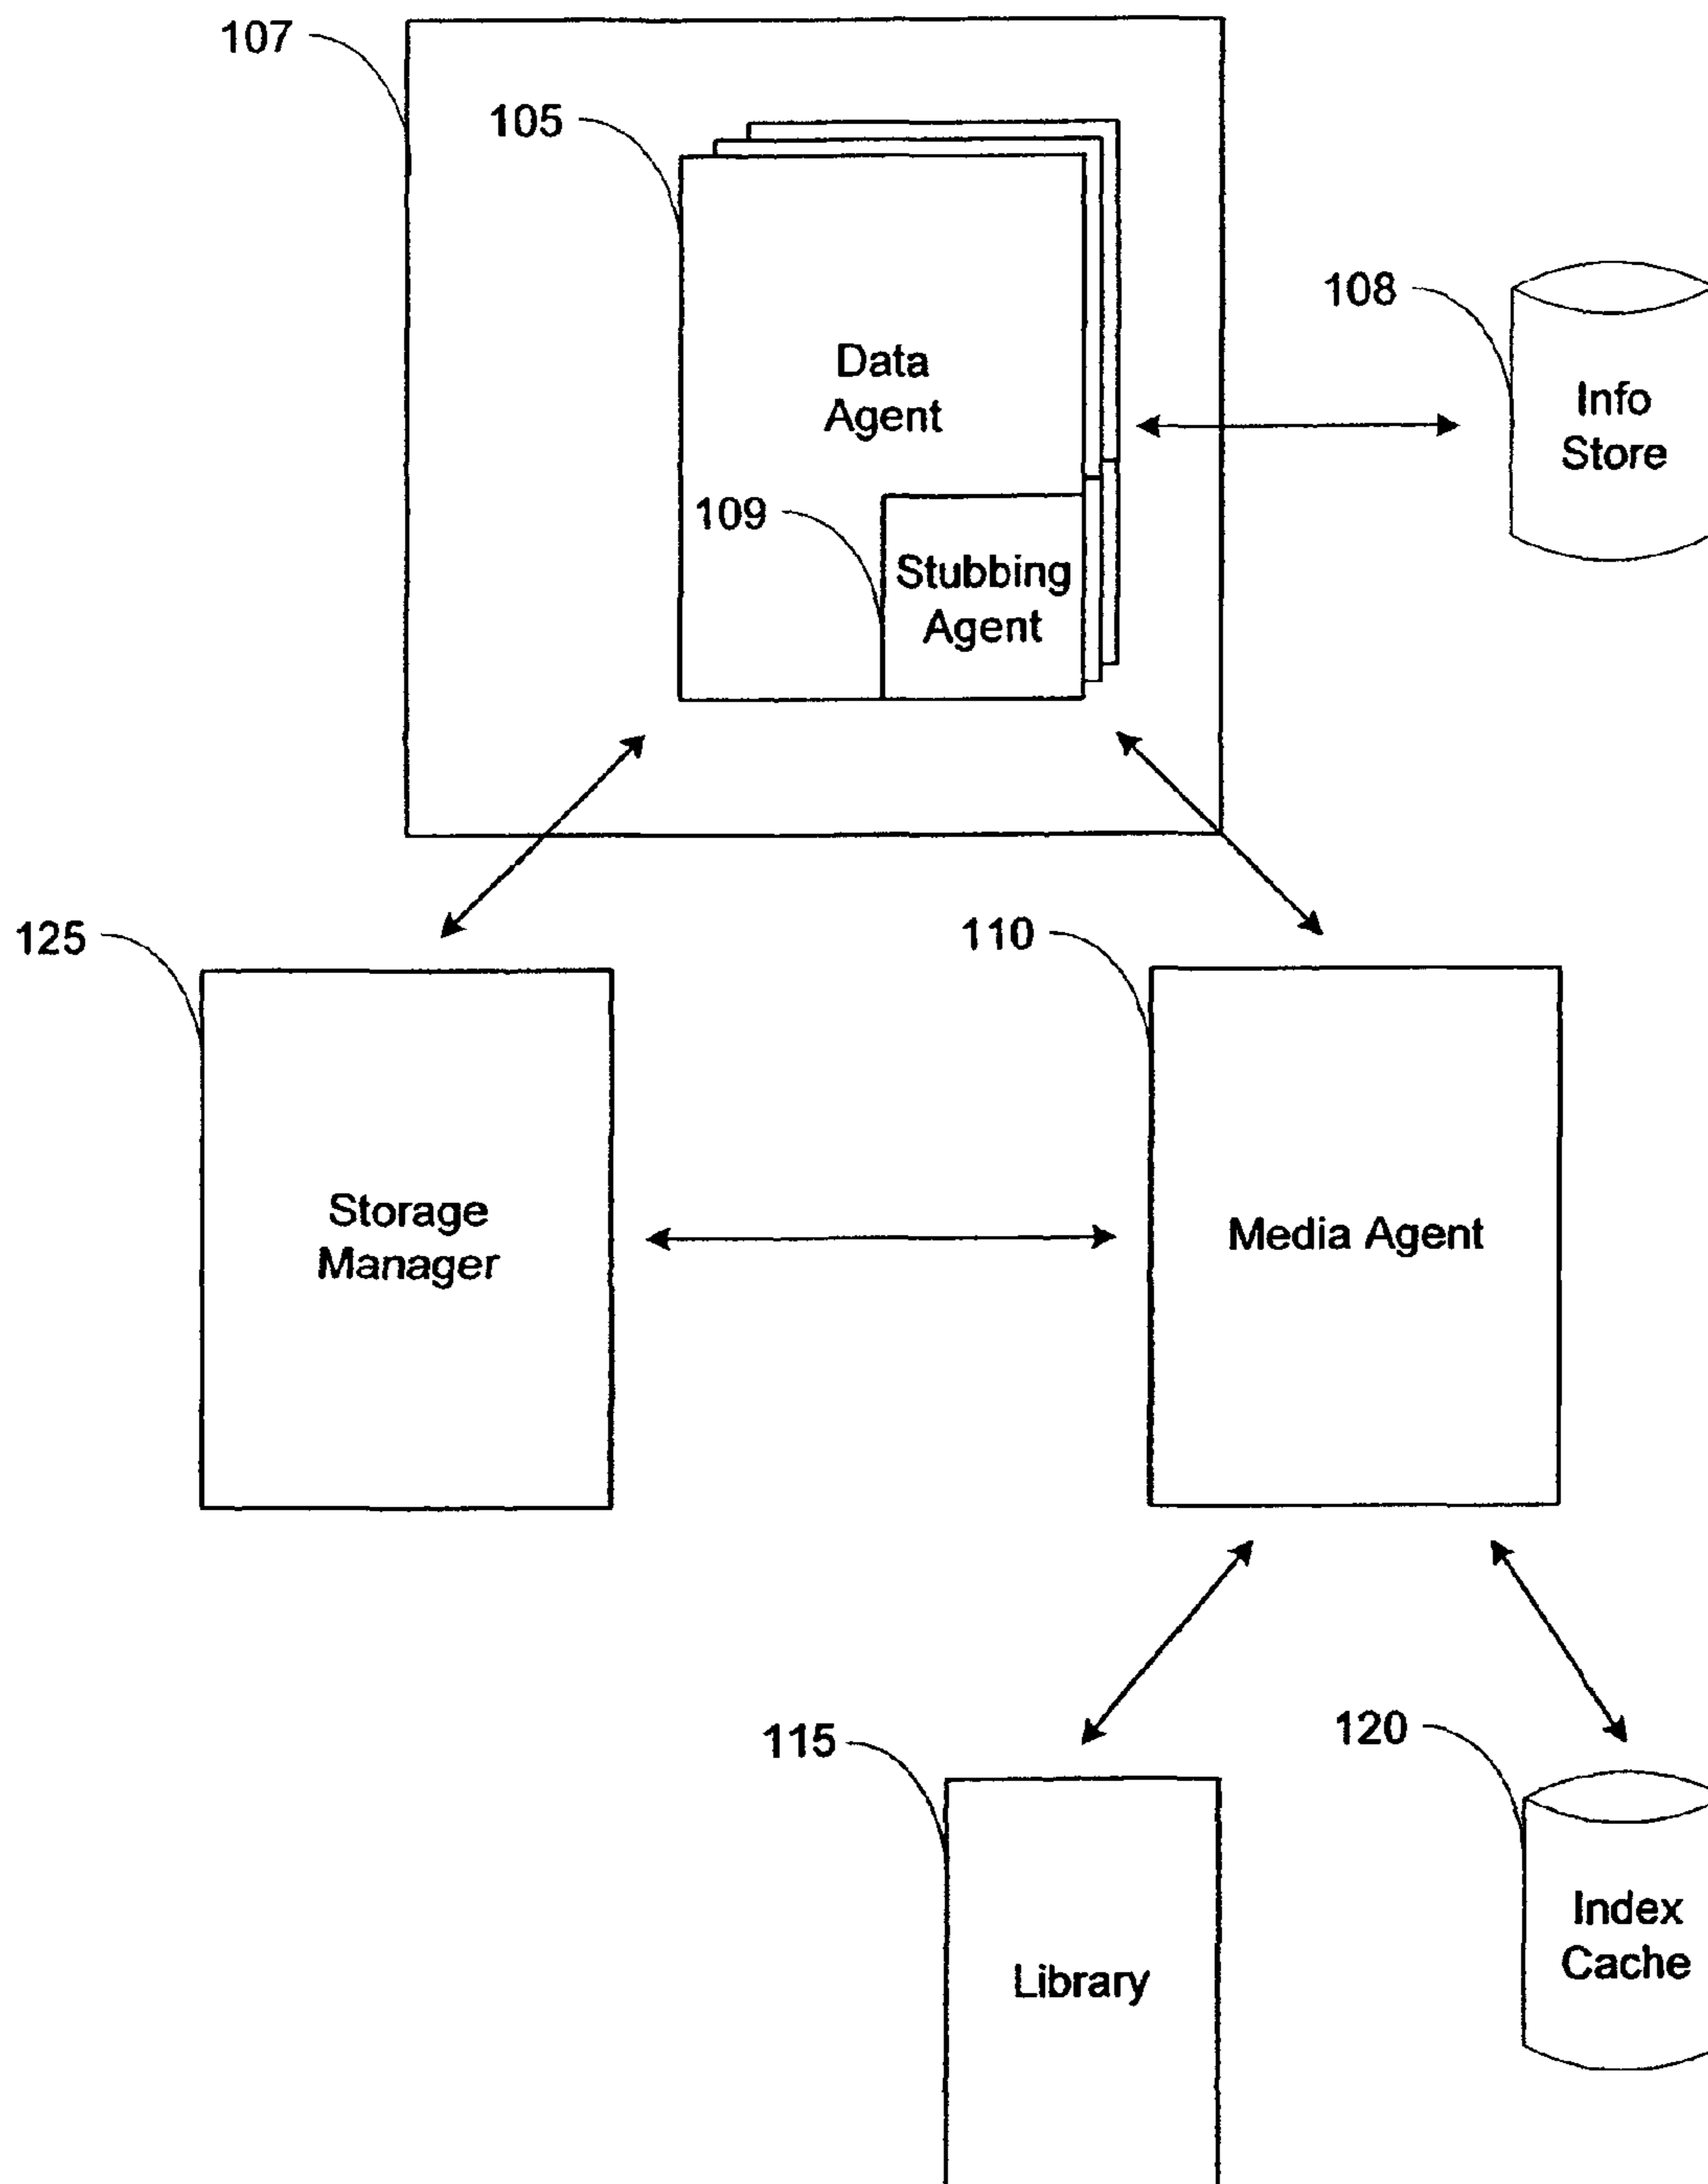 107
105
108
Data
Agent
Info
Store
109
Stubbing
Agent
125
110
Storage
Manager
Media Agent
115
120
Index
Cache
Library